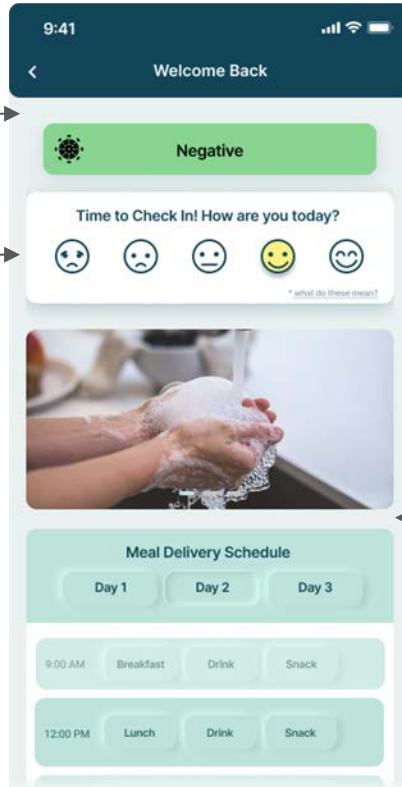 9:41
Welcome Back
Negative
Time to Check In! How are you today?
* what do these mean?
Meal Delivery Schedule
Day 1 Day 2 Day 3
9:00 AM Breakfast Drink Snack
12:00 PM Lunch Drink Snack